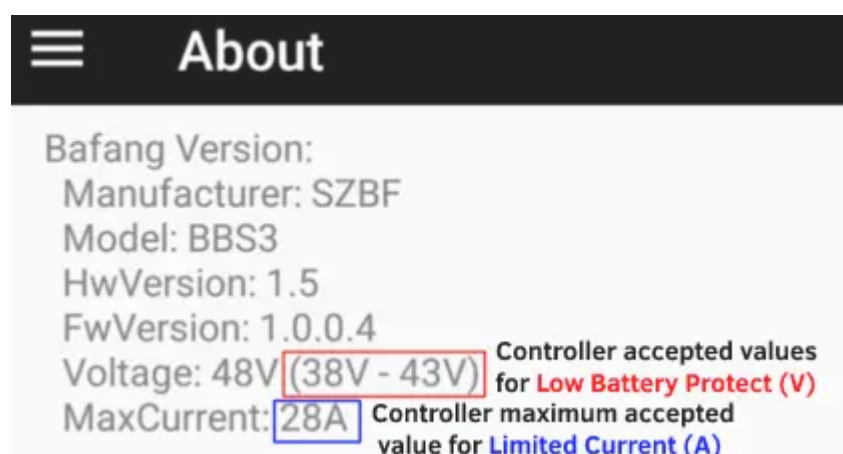 About
Bafang Version:
Manufacturer: SZBF
Model: BBS3
HwVersion: 1.5
FwVersion: 1.0.0.4
Voltage: 48V (38V - 43V)
Controller accepted values
for Low Battery Protect (V)
MaxCurrent: 28A
Controller maximum accepted
value for Limited Current (A)